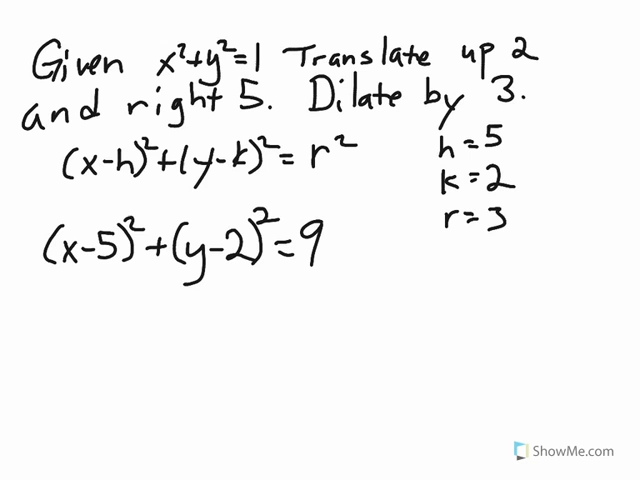 Given x²+y²=1 Translate up 2
and right 5. Dilate by 3.
(x-h)²+(y-k)²=r²
h=5
k=2
r=3
(x-5)²+(y-2)²=9
ShowMe.com